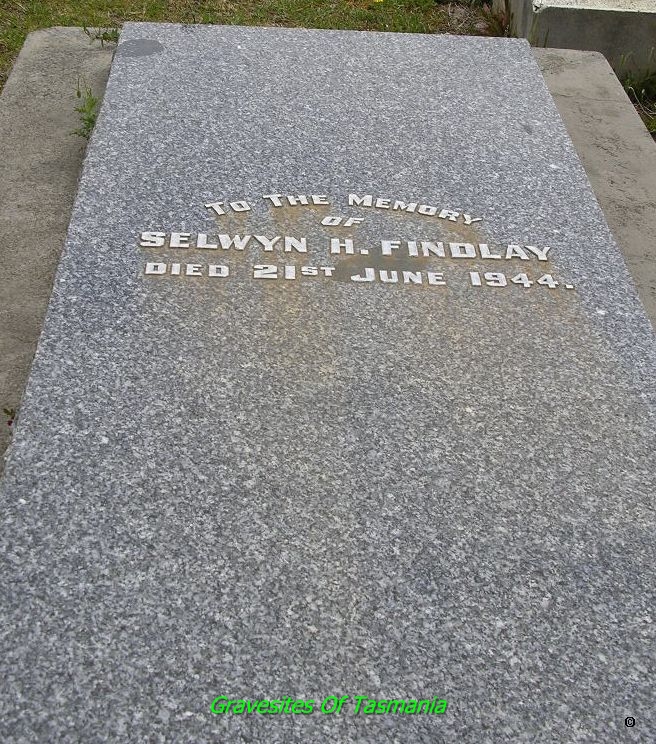 To The Memory
OF
SELWYN H. FINDLAY
DIED 21ST JUNE 1944.
Gravesites Of Tasmania
©